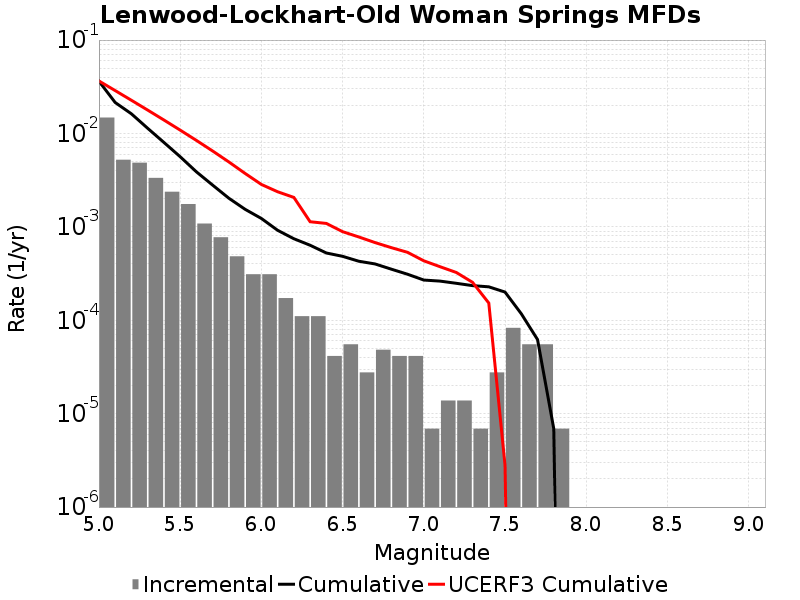 Lenwood-Lockhart-Old Woman Springs MFDs
10-1
10-2
10-3
10-4
10-5
10-6
Rate (1/yr)
5.0 5.5 6.0 6.5 7.0 7.5 8.0 8.5 9.0
Magnitude
Incremental Cumulative UCERF3 Cumulative